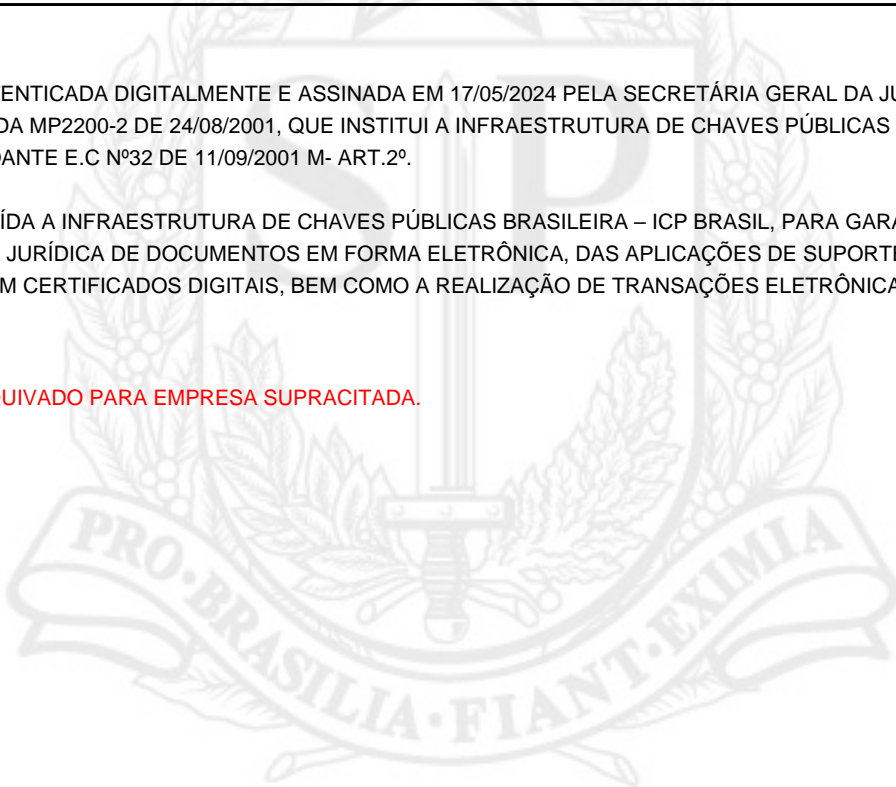 ENTICADA DIGITALMENTE E ASSINADA EM 17/05/2024 PELA SECRETÁRIA GERAL DA JU
DA MP2200-2 DE 24/08/2001, QUE INSTITUI A INFRAESTRUTURA DE CHAVES PÚBLICAS
DANTE E.C Nº32 DE 11/09/2001 M- ART.2º.
ÍDA A INFRAESTRUTURA DE CHAVES PÚBLICAS BRASILEIRA – ICP BRASIL, PARA GARA
JURÍDICA DE DOCUMENTOS EM FORMA ELETRÔNICA, DAS APLICAÇÕES DE SUPORTE
M CERTIFICADOS DIGITAIS, BEM COMO A REALIZAÇÃO DE TRANSAÇÕES ELETRÔNICA
UIVADO PARA EMPRESA SUPRACITADA.
SP
PRO·BRASILIA·FIANT·EXIMIA